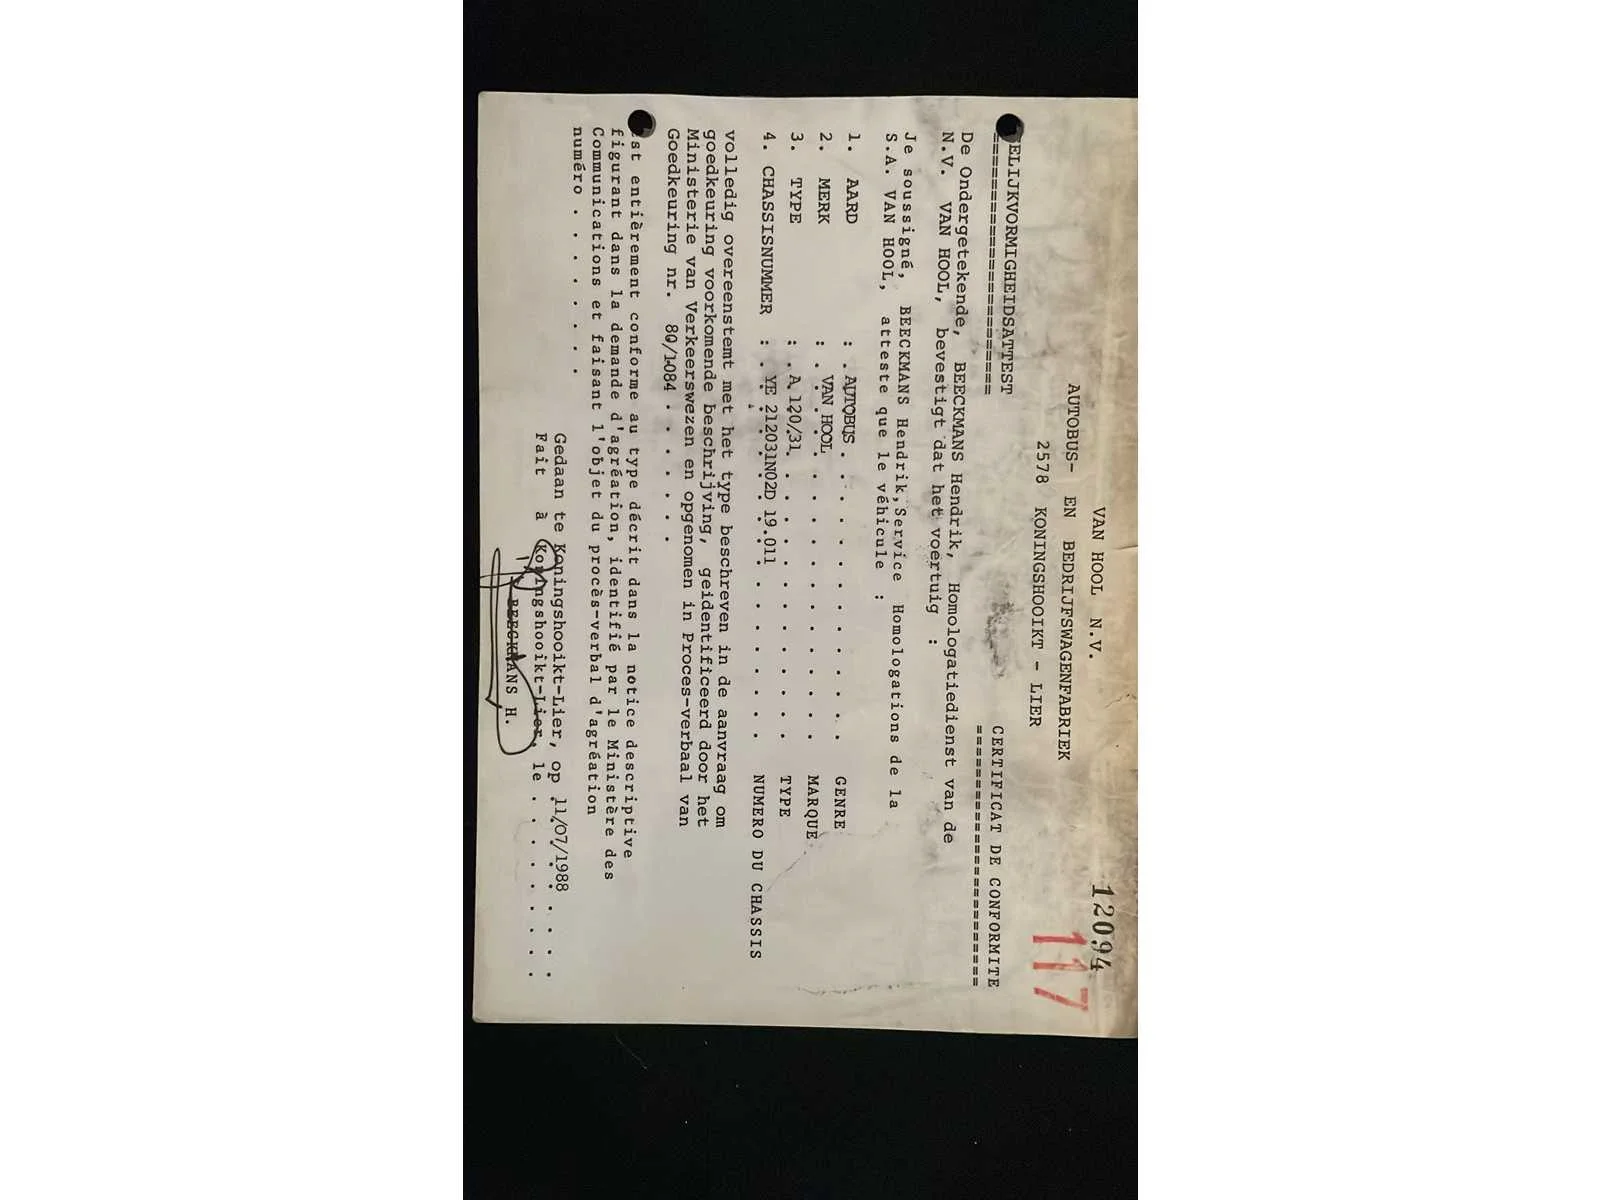 VAN HOOL N.V.
12094
AUTOBUS- EN BEDRIJFSWAGENFABRIEK
117
2578 KONINGSHOOIKT - LIER
ELIJKVORMIGHEIDSATTEST CERTIFICAT DE CONFORMITE
De Ondergetekende, BEECKMANS Hendrik, Homologatiedienst van de
N.V. VAN HOOL, bevestigt dat het voertuig :
Je soussigné, BEECKMANS Hendrik, Service Homologations de la
S.A. VAN HOOL, atteste que le véhicule :
1. AARD : AUTOBUS GENRE
2. MERK : VAN HOOL MARQUE
3. TYPE : A 120/31 TYPE
4. CHASSISNUMMER : YE 212031N02D 19.011 NUMERO DU CHASSIS
volledig overeenstemt met het type beschreven in de aanvraag om
goedkeuring voorkomende beschrijving, geidentificeerd door het
Ministerie van Verkeerswezen en opgenomen in Proces-verbaal van
Goedkeuring nr. 80/1084
est entièrement conforme au type décrit dans la notice descriptive
figurant dans la demande d'agréation, identifié par le Ministère des
Communications et faisant l'objet du procès-verbal d'agréation
numéro . . . . . . .
Gedaan te Koningshooikt-Lier, op 11/07/1988
Fait à Koningshooikt-Lier, le . . . . . . . .
BEECKMANS H.